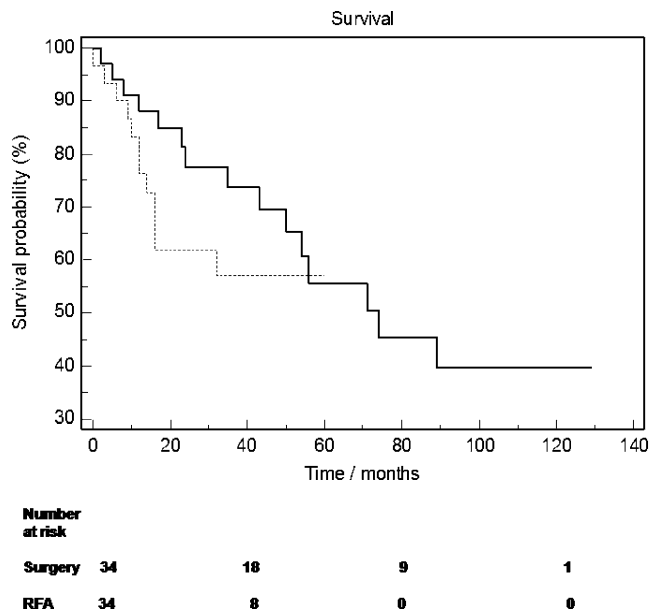 Survival
100
90
80
70
60
50
40
30
Survival probability (%)
0 20 40 60 80 100 120 140
Time / months
Number
at risk
Surgery 34 18 9 1
RFA 34 8 0 0